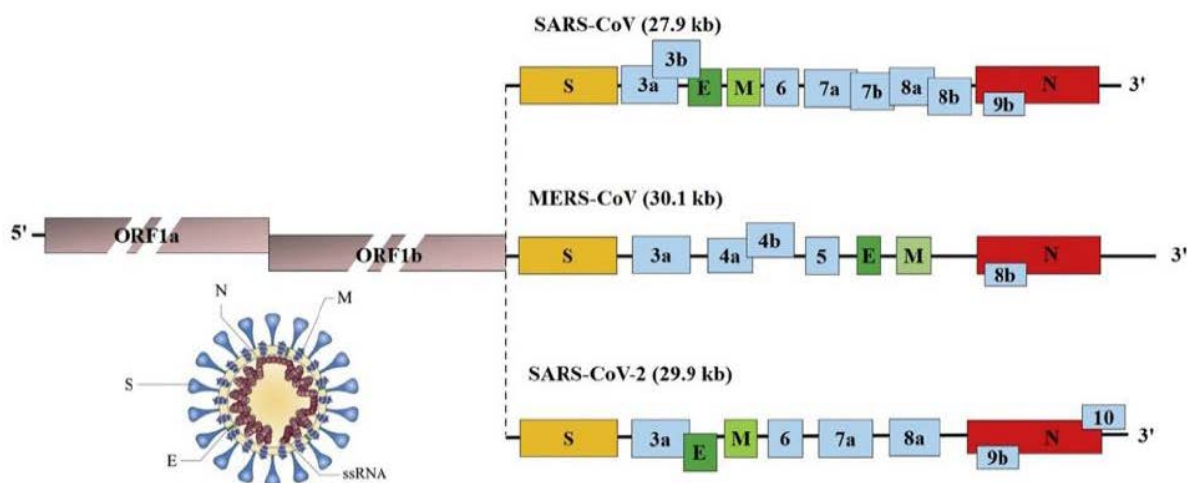 SARS-CoV (27.9 kb)
S 3a 3b E M 6 7a 7b 8a 8b 9b N 3'
MERS-CoV (30.1 kb)
5' ORF1a ORF1b S 3a 4a 4b 5 E M 8b N 3'
N M
S
E ssRNA
SARS-CoV-2 (29.9 kb)
S 3a E M 6 7a 8a 9b N 10 3'